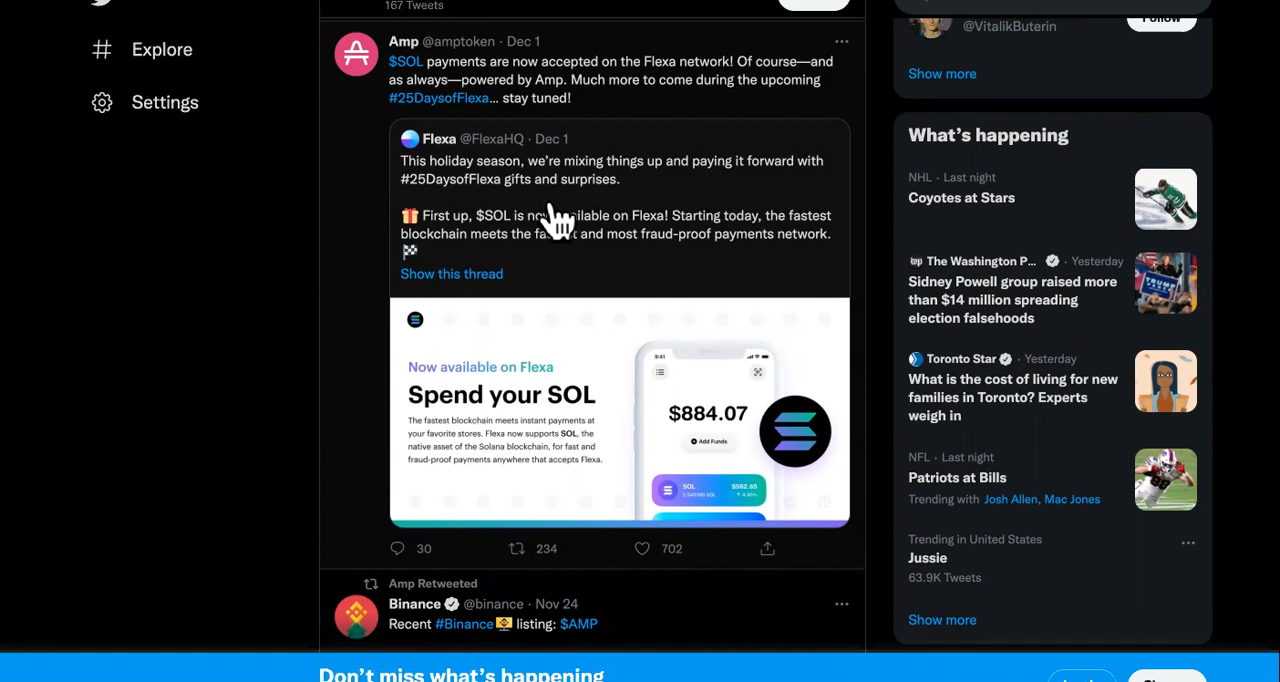 167 Tweets
Explore
Settings
Amp @amptoken · Dec 1
$SOL payments are now accepted on the Flexa network! Of course—and
as always—powered by Amp. Much more to come during the upcoming
#25DaysofFlexa… stay tuned!
Flexa @FlexaHQ · Dec 1
This holiday season, we're mixing things up and paying it forward with
#25DaysofFlexa gifts and surprises.
🎁 First up, $SOL is now available on Flexa! Starting today, the fastest
blockchain meets the fastest and most fraud-proof payments network.
🏁
Show this thread
Now available on Flexa
Spend your SOL
The fastest blockchain meets instant payments at
your favorite stores. Flexa now supports SOL, the
native asset of the Solana blockchain, for fast and
fraud-proof payments anywhere that accepts Flexa.
9:41
$884.07
Add Funds
SOL
$562.65
4.86%
30
234
702
Amp Retweeted
Binance @binance · Nov 24
Recent #Binance listing: $AMP
@VitalikButerin
Follow
Show more
What's happening
NHL · Last night
Coyotes at Stars
wp The Washington P... · Yesterday
Sidney Powell group raised more
than $14 million spreading
election falsehoods
Toronto Star · Yesterday
What is the cost of living for new
families in Toronto? Experts
weigh in
NFL · Last night
Patriots at Bills
Trending with Josh Allen, Mac Jones
Trending in United States
Jussie
63.9K Tweets
Show more
Don't miss what's happening